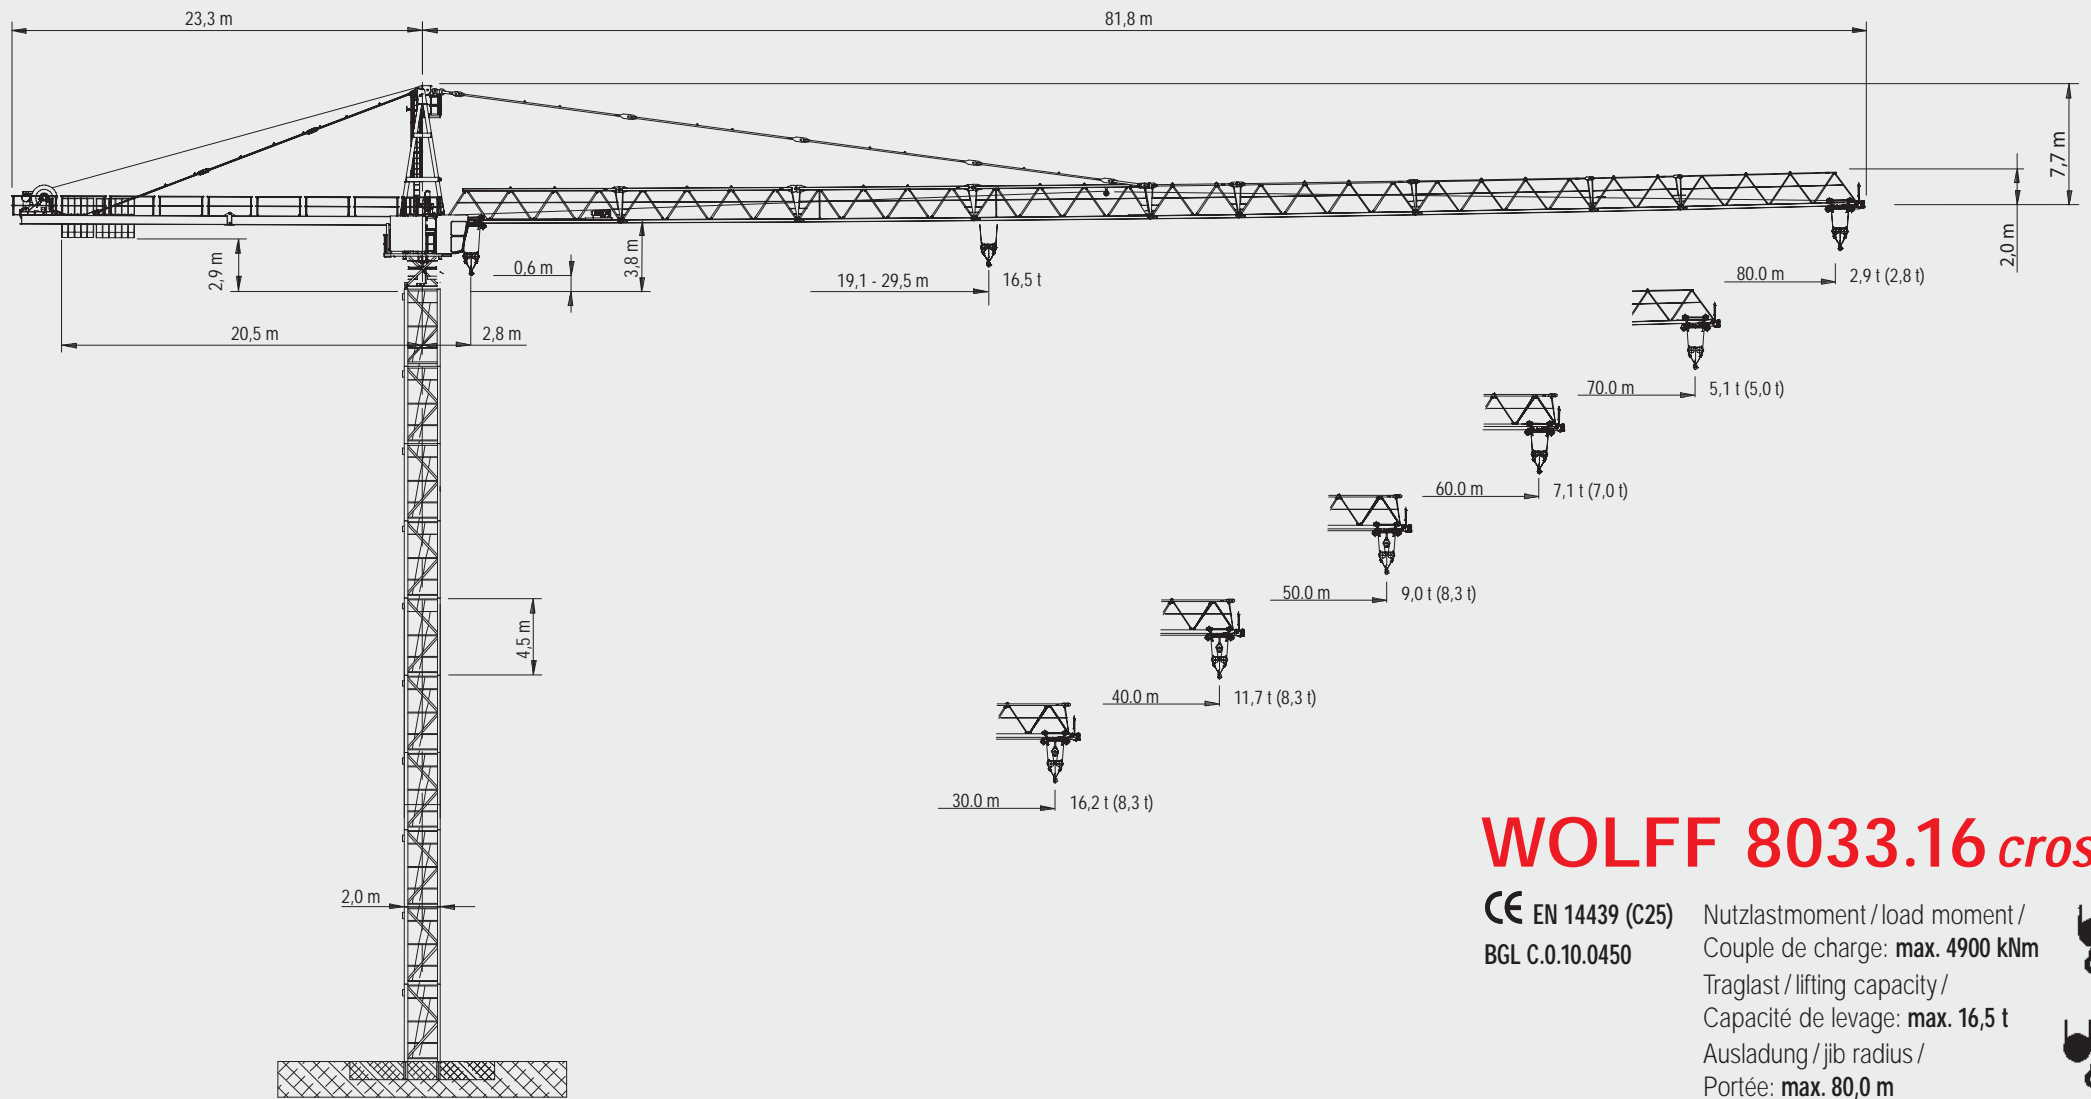 23,3 m
81,8 m
7,7 m
2,0 m
2,9 m
0,6 m
3,8 m
19,1 - 29,5 m
16,5 t
80.0 m
2,9 t (2,8 t)
20,5 m
2,8 m
70.0 m
5,1 t (5,0 t)
60.0 m
7,1 t (7,0 t)
50.0 m
9,0 t (8,3 t)
4,5 m
40.0 m
11,7 t (8,3 t)
30.0 m
16,2 t (8,3 t)
2,0 m
WOLFF 8033.16 cros
CE EN 14439 (C25)
BGL C.0.10.0450
Nutzlastmoment / load moment /
Couple de charge: max. 4900 kNm
Traglast / lifting capacity /
Capacité de levage: max. 16,5 t
Ausladung / jib radius /
Portée: max. 80,0 m